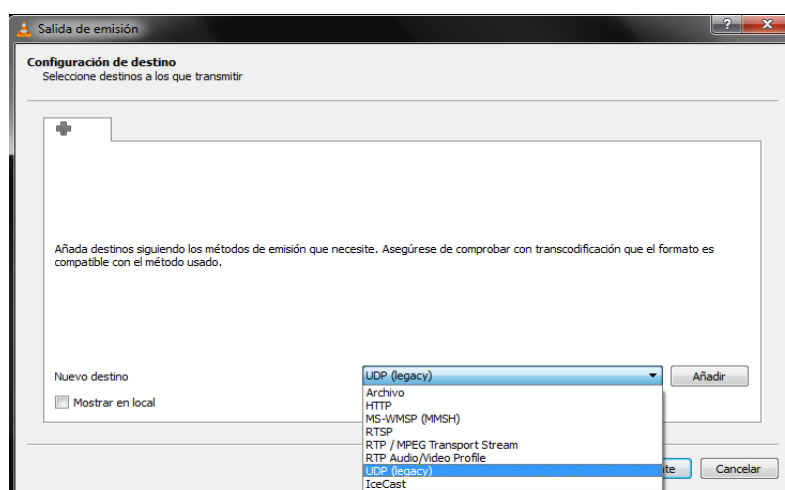 Salida de emisión
Configuración de destino
Seleccione destinos a los que transmitir
Añada destinos siguiendo los métodos de emisión que necesite. Asegúrese de comprobar con transcodificación que el formato es
compatible con el método usado.
Nuevo destino
UDP (legacy)
Añadir
Mostrar en local
Archivo
HTTP
MS-WMSP (MMSH)
RTSP
RTP / MPEG Transport Stream
RTP Audio/Video Profile
UDP (legacy)
IceCast
te
Cancelar